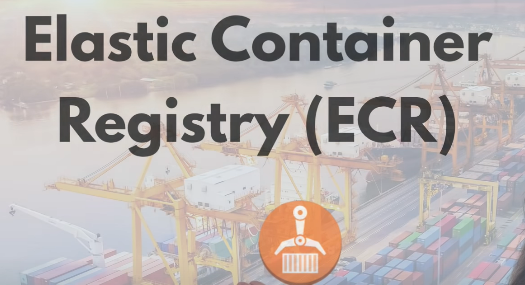 Elastic Container
Registry (ECR)